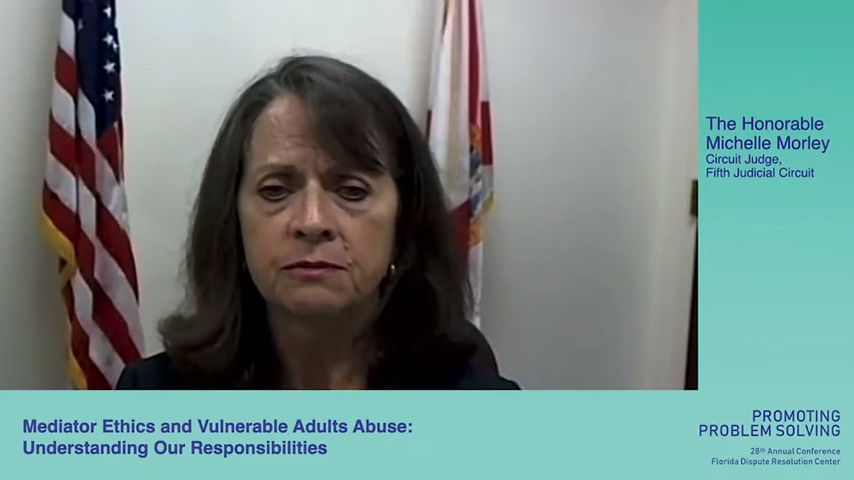 The Honorable
Michelle Morley
Circuit Judge,
Fifth Judicial Circuit
Mediator Ethics and Vulnerable Adults Abuse:
Understanding Our Responsibilities
PROMOTING
PROBLEM SOLVING
28th Annual Conference
Florida Dispute Resolution Center